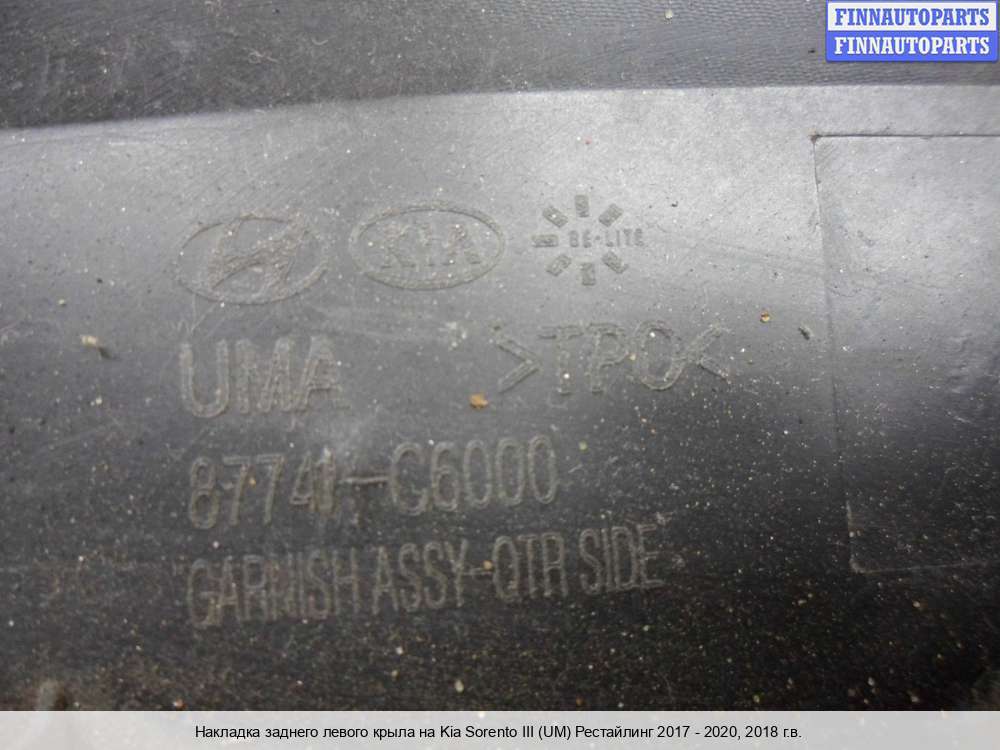 FINNAUTOPARTS
FINNAUTOPARTS
KIA
BE-LITE
UMA >TPO<
87741-C6000
GARNISH ASSY-QTR SIDE
Накладка заднего левого крыла на Kia Sorento III (UM) Рестайлинг 2017 - 2020, 2018 г.в.